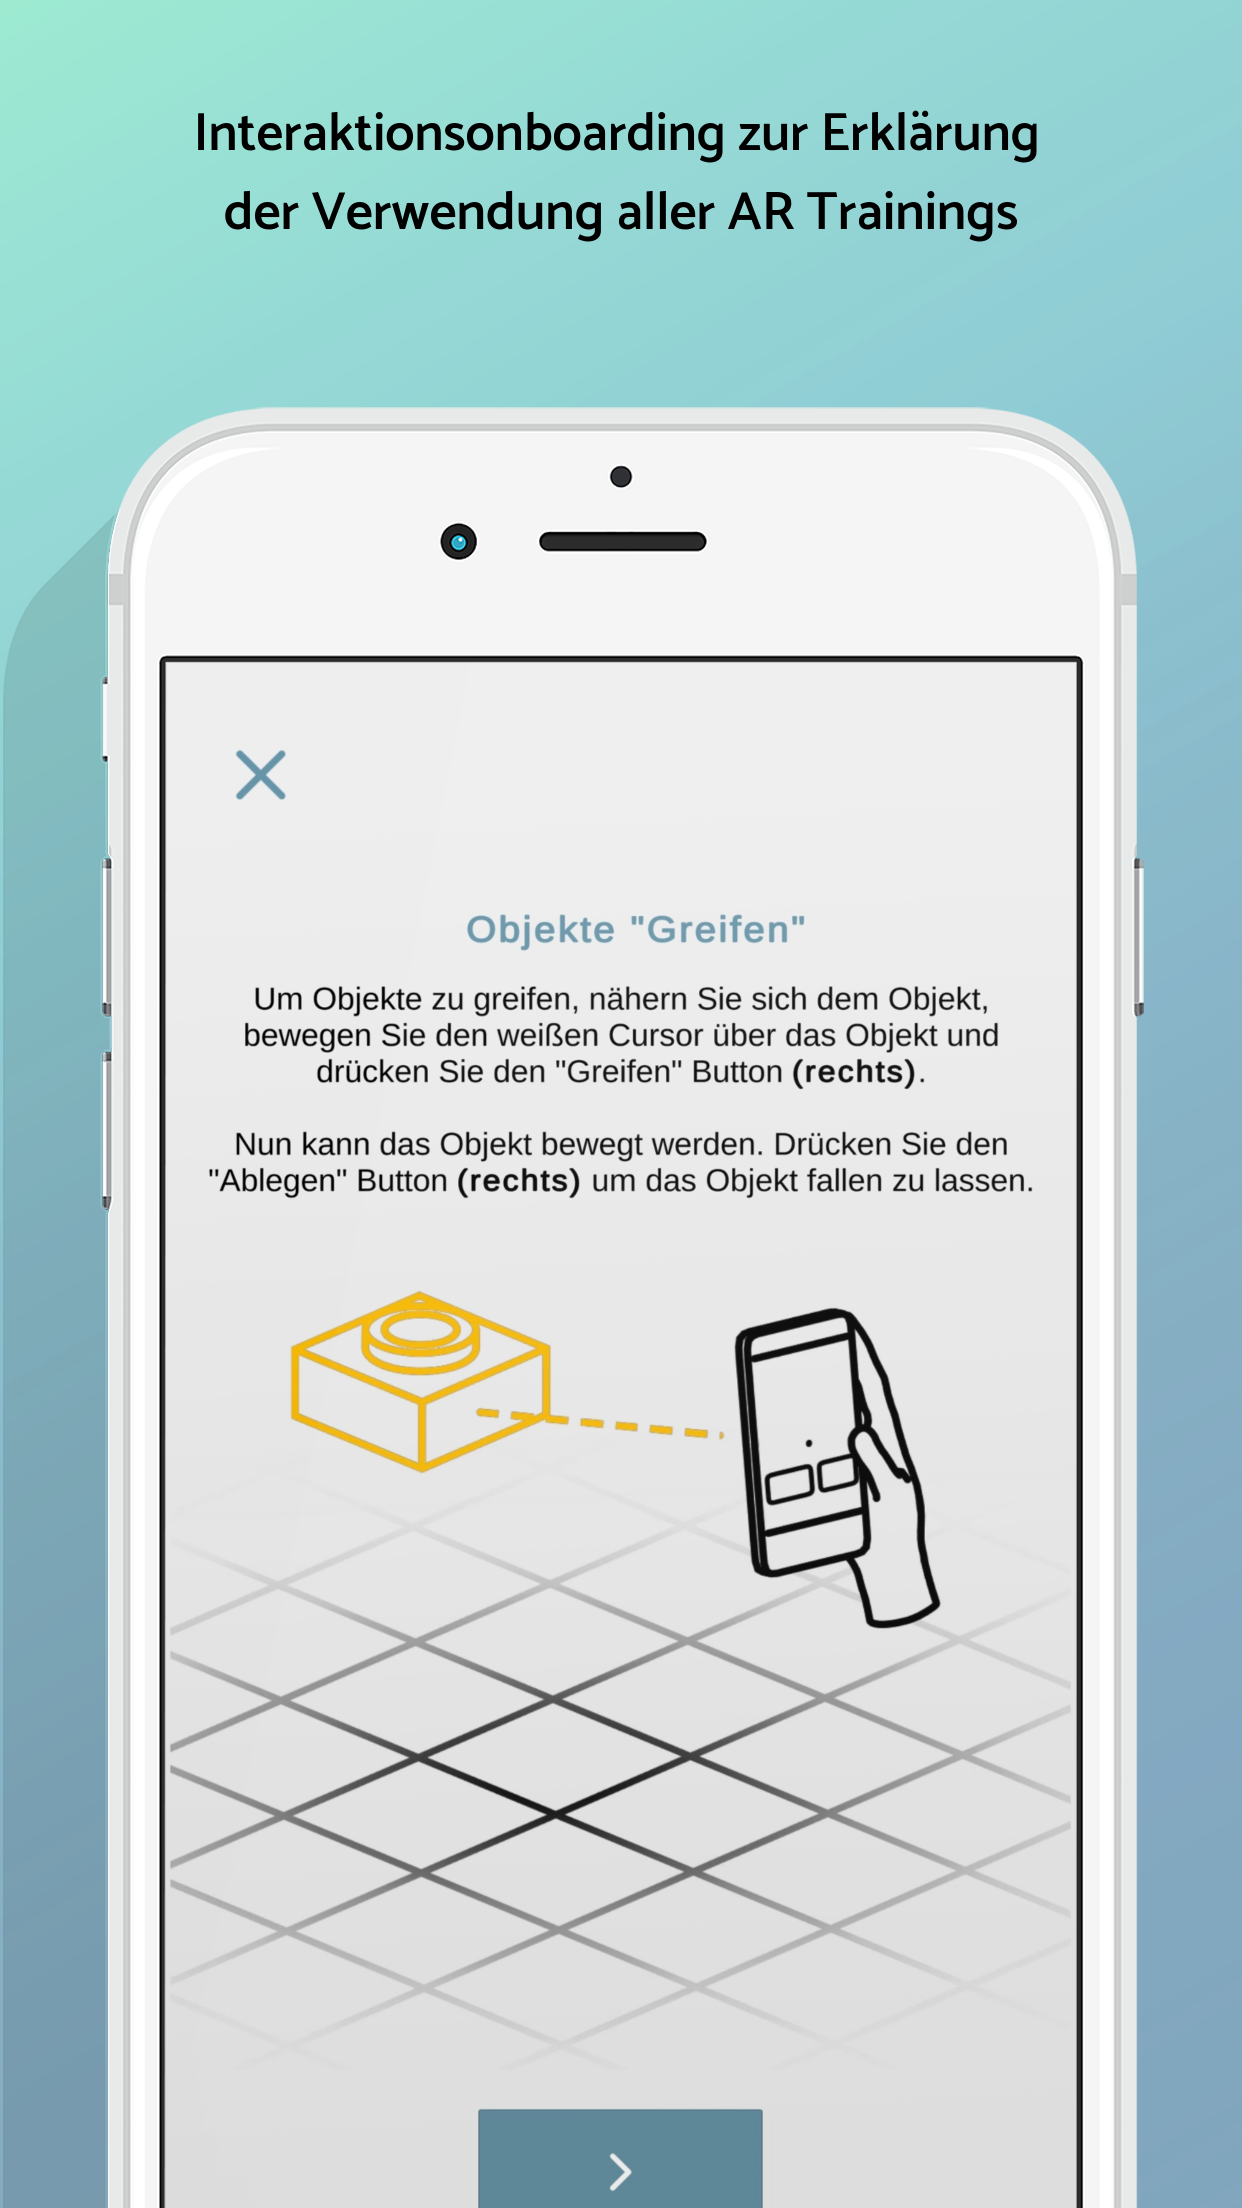 Interaktionsonboarding zur Erklärung
der Verwendung aller AR Trainings
Objekte "Greifen"
Um Objekte zu greifen, nähern Sie sich dem Objekt,
bewegen Sie den weißen Cursor über das Objekt und
drücken Sie den "Greifen" Button (rechts).
Nun kann das Objekt bewegt werden. Drücken Sie den
"Ablegen" Button (rechts) um das Objekt fallen zu lassen.